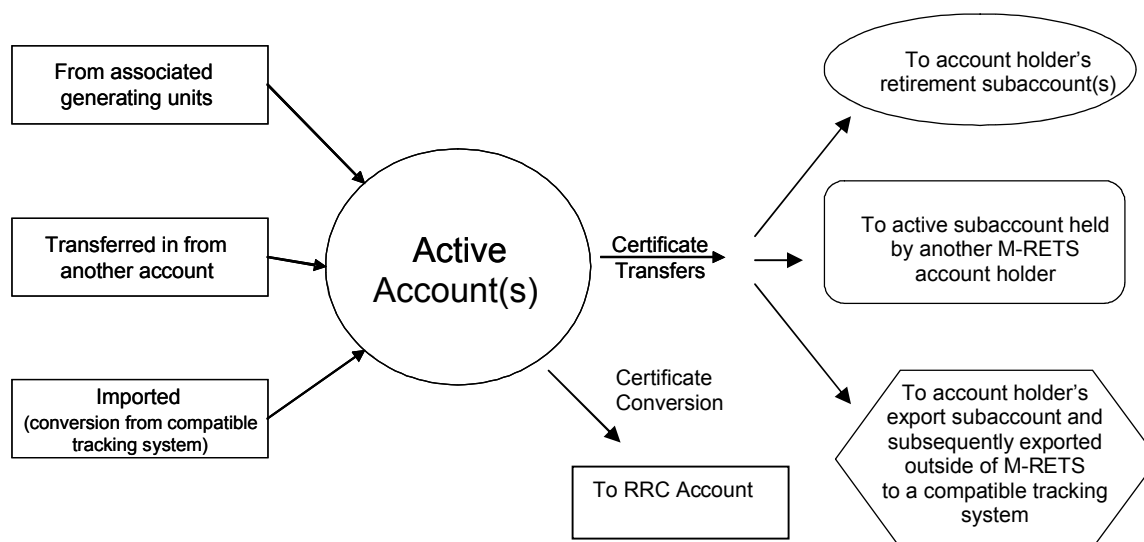 From associated
generating units
Transferred in from
another account
Imported
(conversion from compatible
tracking system)
Active
Account(s)
Certificate
Transfers
Certificate
Conversion
To RRC Account
To account holder’s
retirement subaccount(s)
To active subaccount held
by another M-RETS
account holder
To account holder’s
export subaccount and
subsequently exported
outside of M-RETS
to a compatible tracking
system